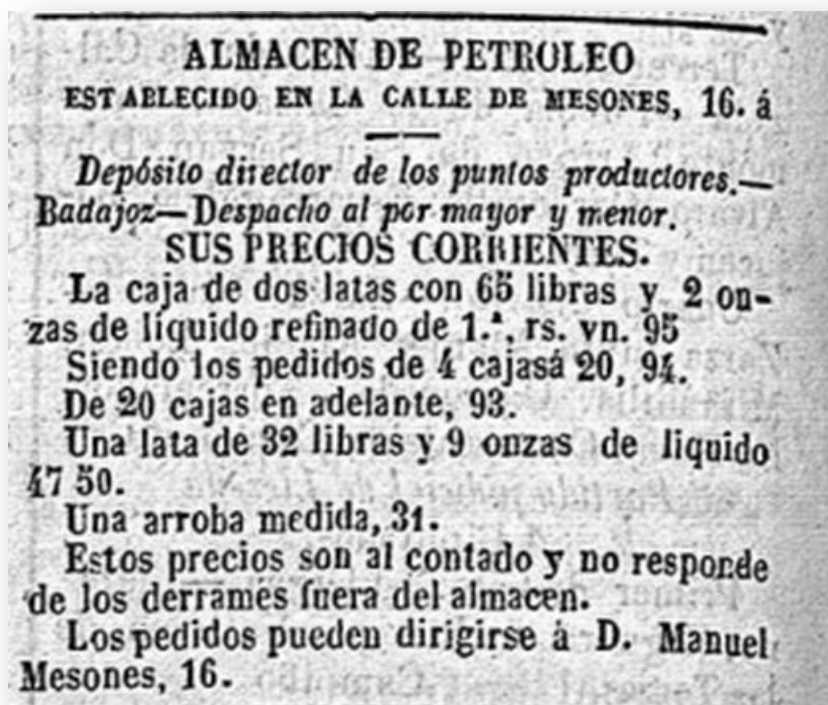 ALMACEN DE PETROLEO
ESTABLECIDO EN LA CALLE DE MESONES, 16. á
Depósito director de los puntos productores.—
Badajoz—Despacho al por mayor y menor.
SUS PRECIOS CORRIENTES.
La caja de dos latas con 65 libras y 2 on-
zas de líquido refinado de 1.ª, rs. vn. 95
Siendo los pedidos de 4 cajasá 20, 94.
De 20 cajas en adelante, 93.
Una lata de 32 libras y 9 onzas de liquido
47 50.
Una arroba medida, 31.
Estos precios son al contado y no responde
de los derrames fuera del almacen.
Los pedidos pueden dirigirse à D. Manuel
Mesones, 16.